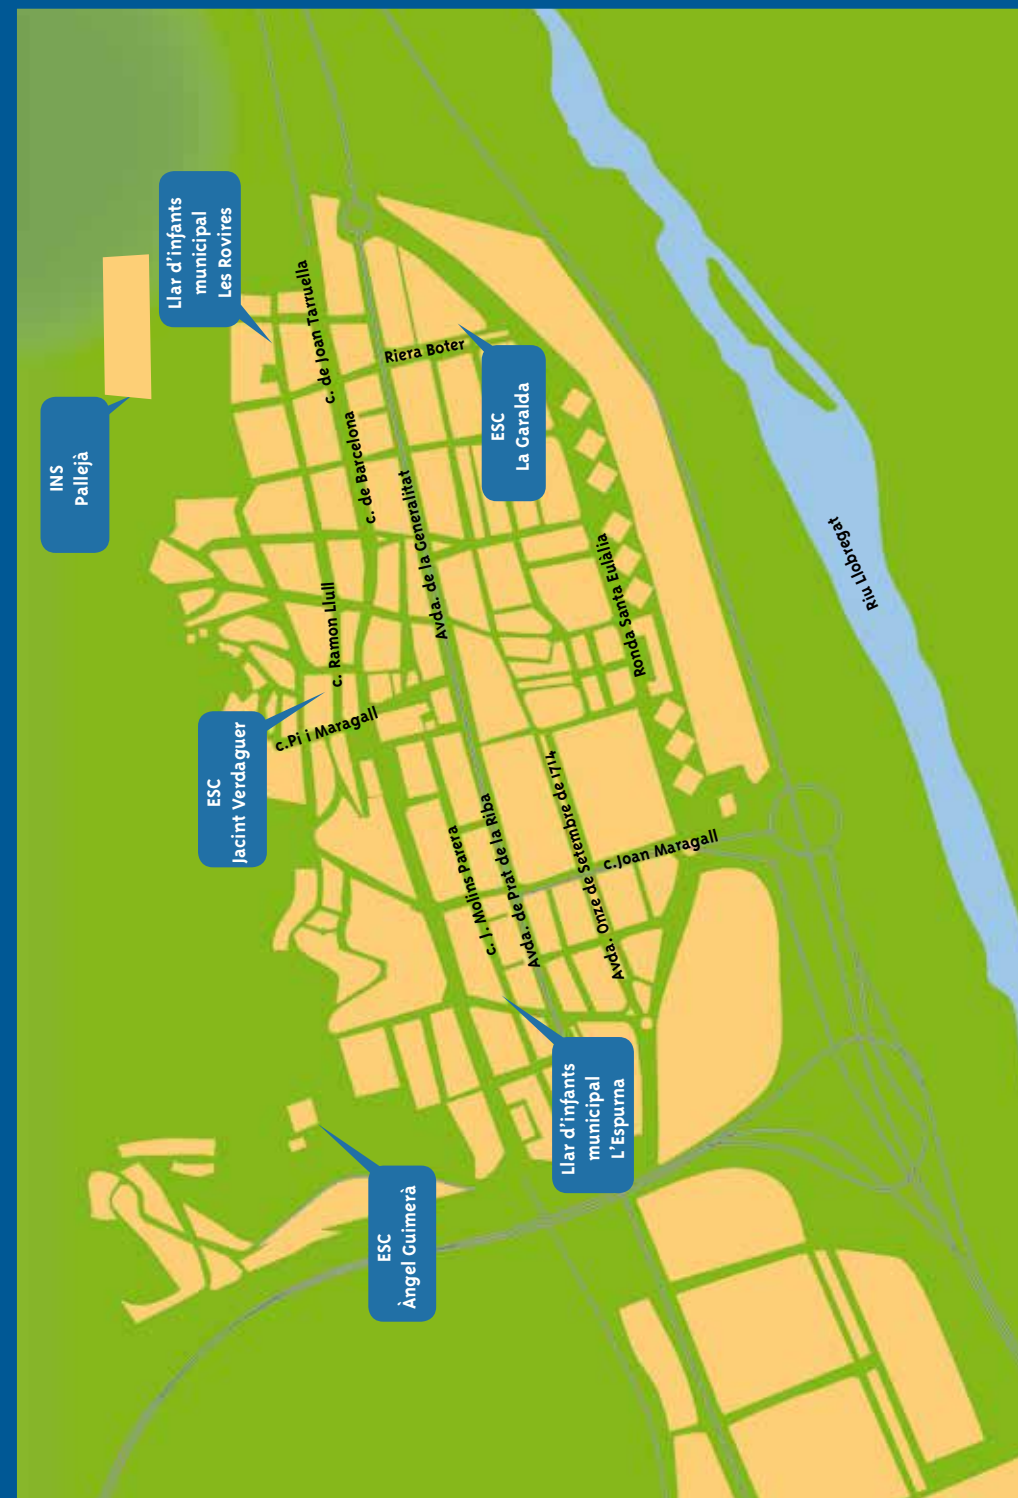 INS
Pallejà
Llar d'infants
municipal
Les Rovires
ESC
Jacint Verdaguer
ESC
La Garalda
ESC
Àngel Guimerà
Llar d'infants
municipal
L'Espurna
c. de Joan Tarruella
Riera Boter
c. de Barcelona
Avda. de la Generalitat
c. Ramon Llull
c.Pi i Maragall
Ronda Santa Eulàlia
Riu Llobregat
c. J. Molins Parera
Avda. de Prat de la Riba
Avda. Onze de Setembre de 1714
c.Joan Maragall